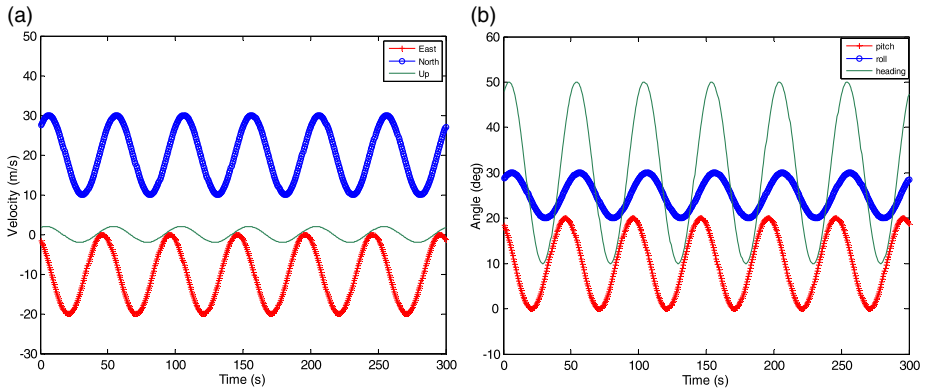 (a)
50
40
30
20
10
0
-10
-20
-30
Velocity (m/s)
0 50 100 150 200 250 300
Time (s)
East
North
Up
(b)
60
50
40
30
20
10
0
-10
Angle (deg)
0 50 100 150 200 250 300
Time (s)
pitch
roll
heading